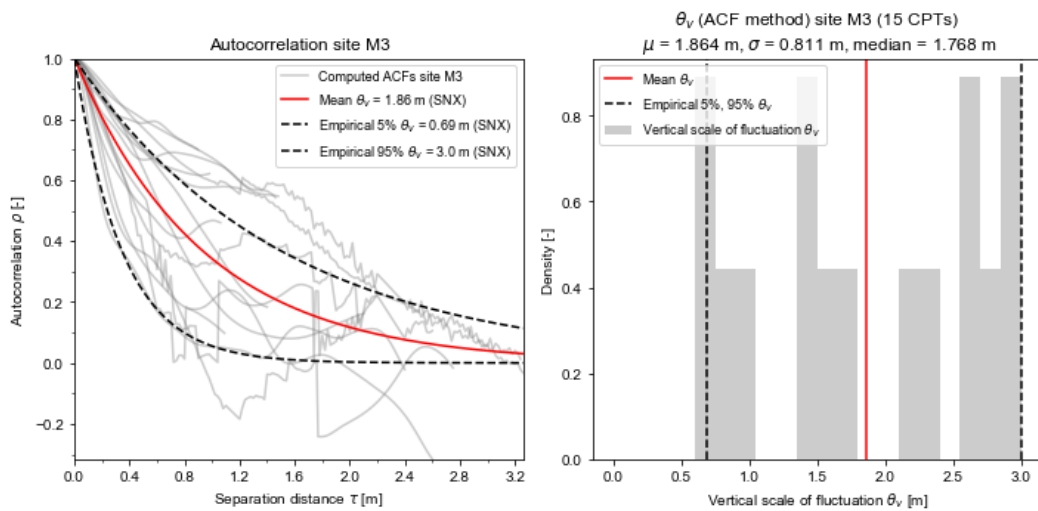 Autocorrelation site M3
Autocorrelation ρ [-]
1.0
0.8
0.6
0.4
0.2
0.0
−0.2
0.0 0.4 0.8 1.2 1.6 2.0 2.4 2.8 3.2
Separation distance τ [m]
Computed ACFs site M3
Mean θᵥ = 1.86 m (SNX)
Empirical 5% θᵥ = 0.69 m (SNX)
Empirical 95% θᵥ = 3.0 m (SNX)
θᵥ (ACF method) site M3 (15 CPTs)
μ = 1.864 m, σ = 0.811 m, median = 1.768 m
Density [-]
0.8
0.6
0.4
0.2
0.0
0.0 0.5 1.0 1.5 2.0 2.5 3.0
Vertical scale of fluctuation θᵥ [m]
Mean θᵥ
Empirical 5%, 95% θᵥ
Vertical scale of fluctuation θᵥ